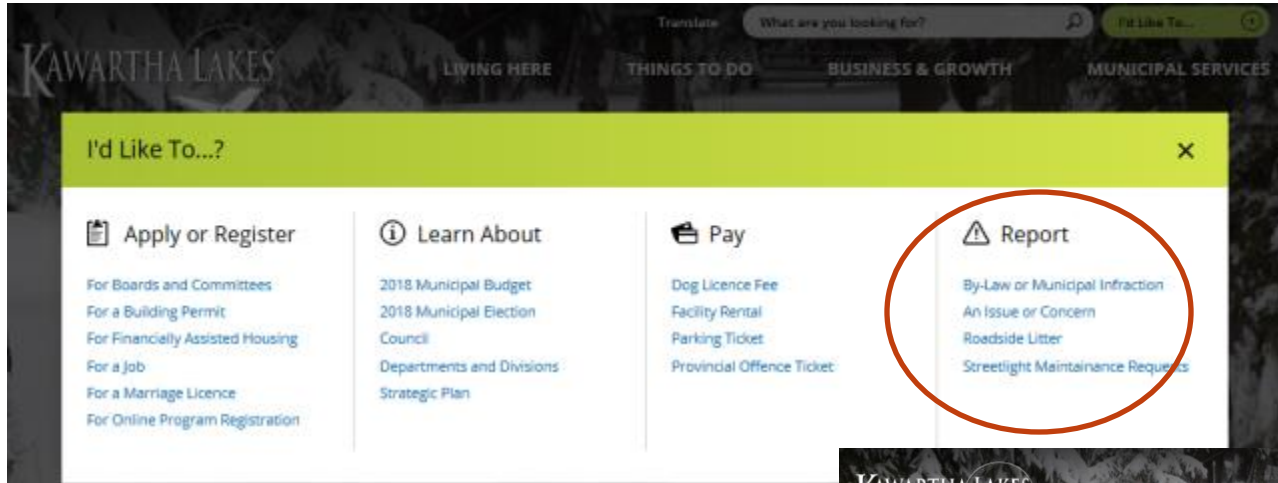 Translate What are you looking for? I'd Like To...
KAWARTHA LAKES LIVING HERE THINGS TO DO BUSINESS & GROWTH MUNICIPAL SERVICES
I'd Like To...?
Apply or Register
For Boards and Committees
For a Building Permit
For Financially Assisted Housing
For a Job
For a Marriage Licence
For Online Program Registration
Learn About
2018 Municipal Budget
2018 Municipal Election
Council
Departments and Divisions
Strategic Plan
Pay
Dog Licence Fee
Facility Rental
Parking Ticket
Provincial Offence Ticket
Report
By-Law or Municipal Infraction
An Issue or Concern
Roadside Litter
Streetlight Maintainance Requests
KAWARTHA LAKES